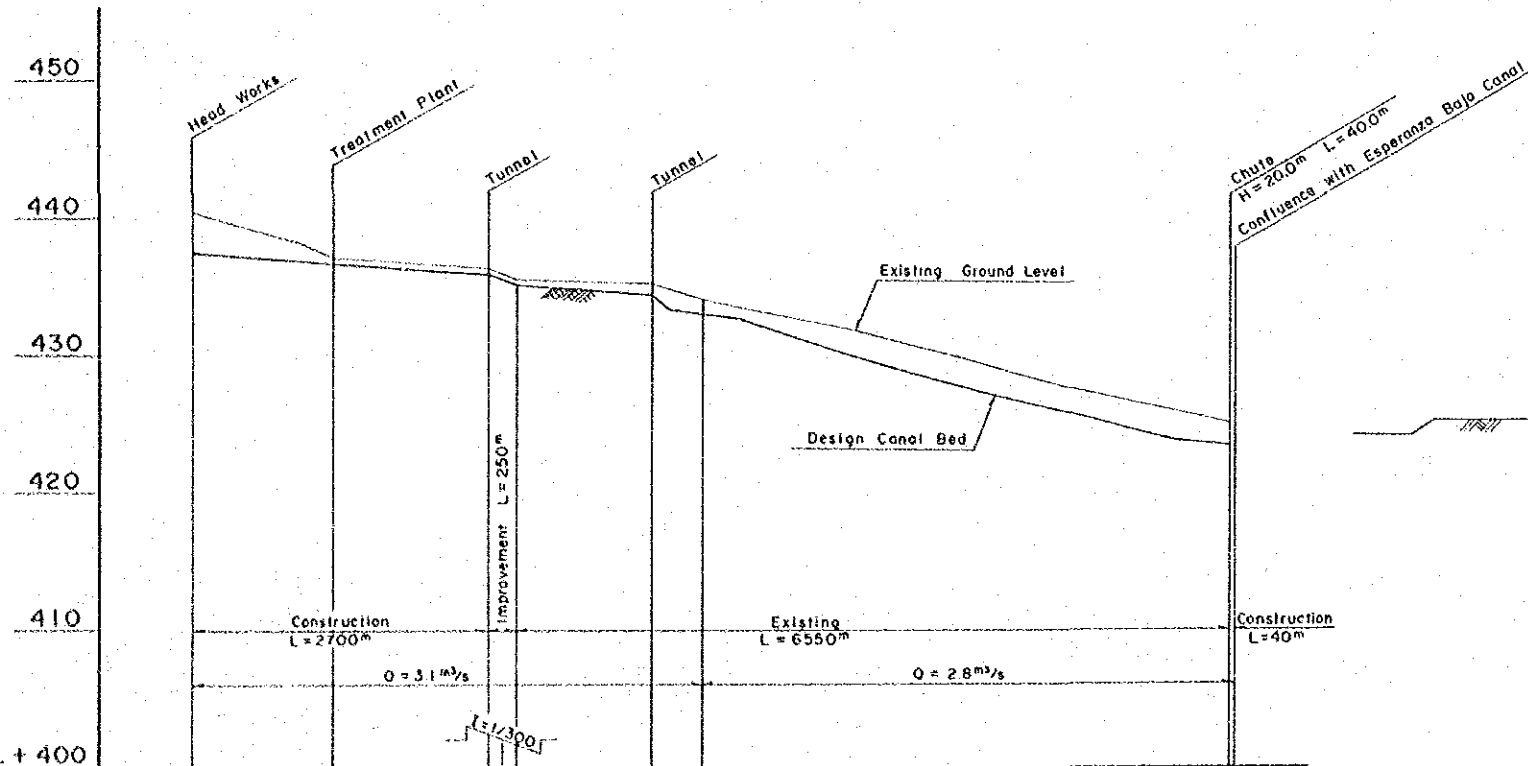 450
Head Works
Treatment Plant
Tunnel
Tunnel
Chute
H = 20.0m L = 40.0m
Confluence with Esperanza Bajo Canal
440
Existing Ground Level
430
Design Canal Bed
420
Improvement L = 250m
410
Construction
L = 2700m
Existing
L = 6550m
Construction
L=40m
Q = 3.1 m3/s
Q = 2.8 m3/s
I=1/300
+ 400